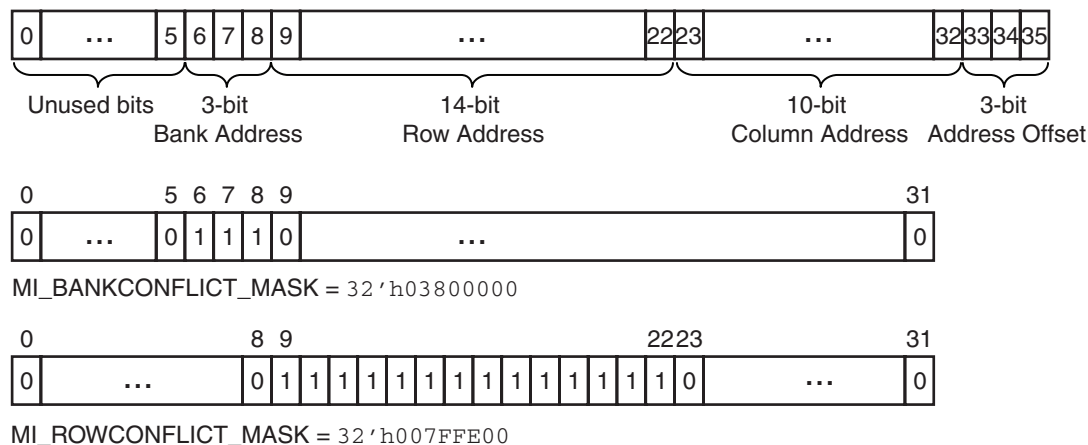 0 ... 5 6 7 8 9 ... 22 23 ... 32 33 34 35
Unused bits 3-bit Bank Address 14-bit Row Address 10-bit Column Address 3-bit Address Offset
0 5 6 7 8 9 31
0 ... 0 1 1 1 0 ... 0
MI_BANKCONFLICT_MASK = 32'h03800000
0 8 9 22 23 31
0 ... 0 1 1 1 1 1 1 1 1 1 1 1 1 1 1 0 ... 0
MI_ROWCONFLICT_MASK = 32'h007FFE00